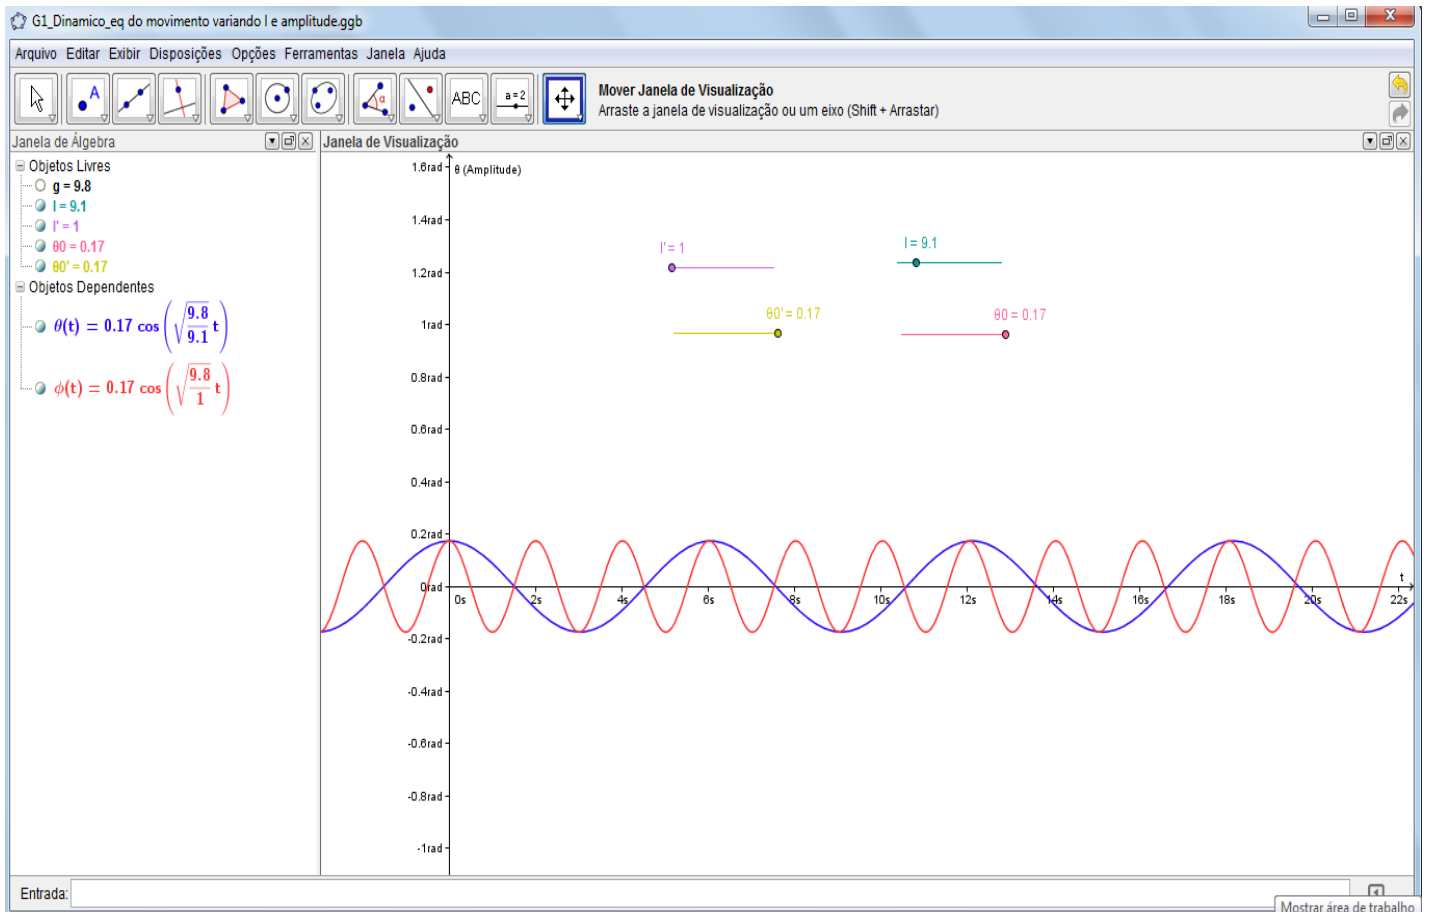 G1_Dinamico_eq do movimento variando l e amplitude.ggb
Arquivo Editar Exibir Disposições Opções Ferramentas Janela Ajuda
A
α
ABC
a = 2
Mover Janela de Visualização
Arraste a janela de visualização ou um eixo (Shift + Arrastar)
Janela de Álgebra
Janela de Visualização
Objetos Livres
g = 9.8
l = 9.1
l' = 1
θ0 = 0.17
θ0' = 0.17
Objetos Dependentes
θ(t) = 0.17 cos(√(9.8/9.1) t)
ϕ(t) = 0.17 cos(√(9.8/1) t)
θ (Amplitude)
1.6rad
1.4rad
1.2rad
1rad
0.8rad
0.6rad
0.4rad
0.2rad
0rad
-0.2rad
-0.4rad
-0.6rad
-0.8rad
-1rad
l' = 1
l = 9.1
θ0' = 0.17
θ0 = 0.17
t
0s 2s 4s 6s 8s 10s 12s 14s 16s 18s 20s 22s
Entrada:
Mostrar área de trabalho